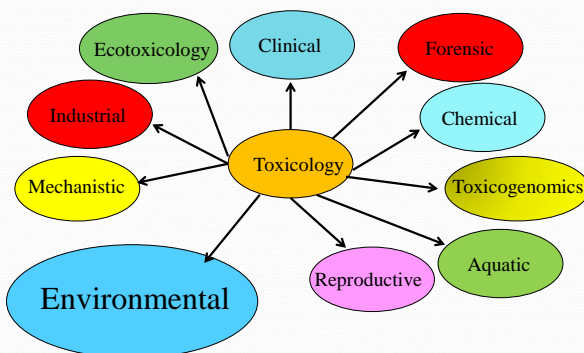 Ecotoxicology
Clinical
Forensic
Industrial
Chemical
Toxicology
Mechanistic
Toxicogenomics
Environmental
Reproductive
Aquatic